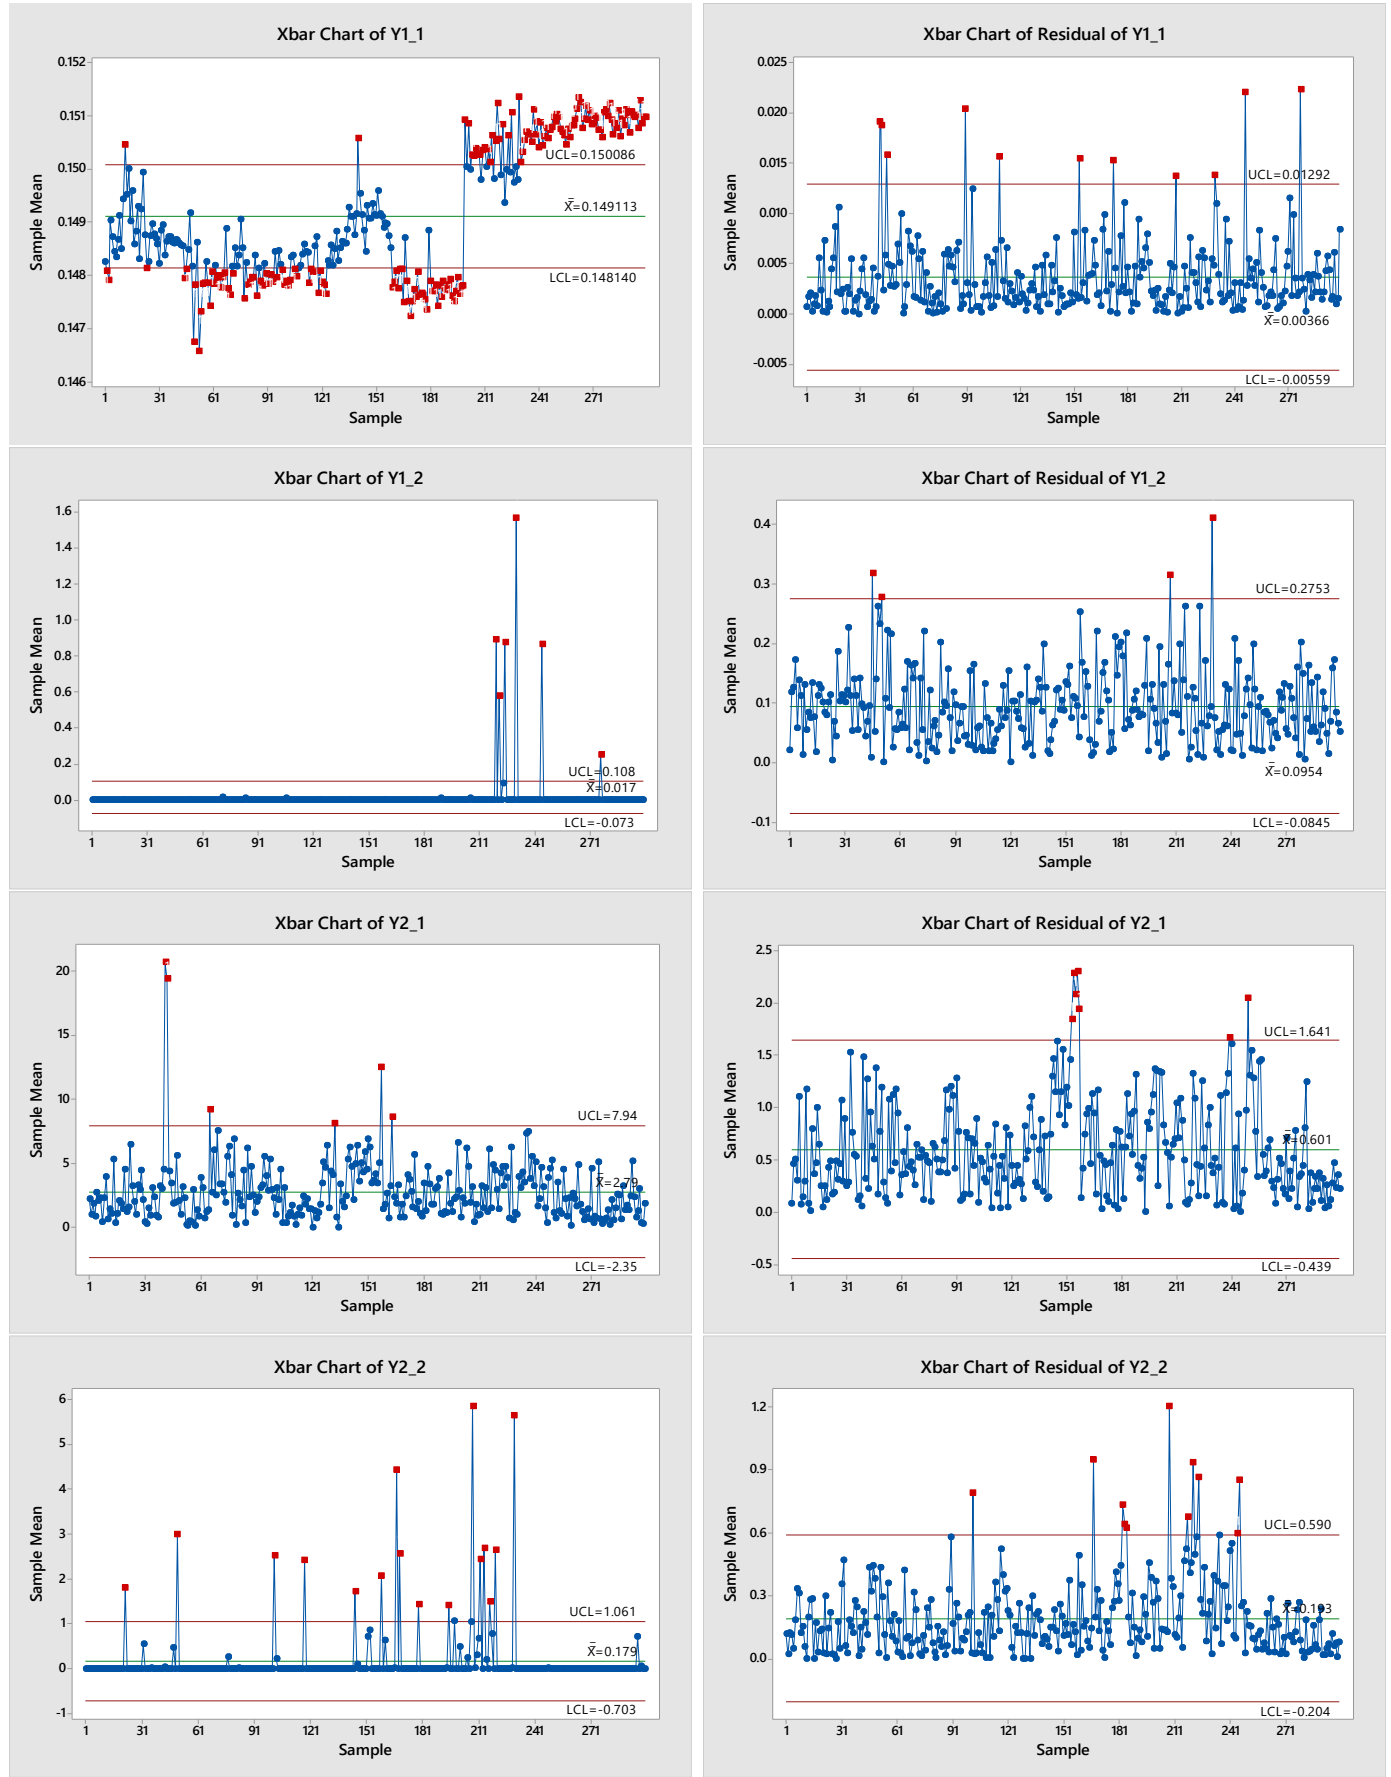 Xbar Chart of Y1_1
0.152
0.151
0.150
0.149
0.148
0.147
0.146
Sample Mean
UCL=0.150086
X̿=0.149113
LCL=0.148140
1 31 61 91 121 151 181 211 241 271
Sample
Xbar Chart of Residual of Y1_1
0.025
0.020
0.015
0.010
0.005
0.000
-0.005
Sample Mean
UCL=0.01292
X̿=0.00366
LCL=-0.00559
1 31 61 91 121 151 181 211 241 271
Sample
Xbar Chart of Y1_2
1.6
1.4
1.2
1.0
0.8
0.6
0.4
0.2
0.0
Sample Mean
UCL=0.108
X̿=0.017
LCL=-0.073
1 31 61 91 121 151 181 211 241 271
Sample
Xbar Chart of Residual of Y1_2
0.4
0.3
0.2
0.1
0.0
-0.1
Sample Mean
UCL=0.2753
X̿=0.0954
LCL=-0.0845
1 31 61 91 121 151 181 211 241 271
Sample
Xbar Chart of Y2_1
20
15
10
5
0
Sample Mean
UCL=7.94
X̿=2.79
LCL=-2.35
1 31 61 91 121 151 181 211 241 271
Sample
Xbar Chart of Residual of Y2_1
2.5
2.0
1.5
1.0
0.5
0.0
-0.5
Sample Mean
UCL=1.641
X̿=0.601
LCL=-0.439
1 31 61 91 121 151 181 211 241 271
Sample
Xbar Chart of Y2_2
6
5
4
3
2
1
0
-1
Sample Mean
UCL=1.061
X̿=0.179
LCL=-0.703
1 31 61 91 121 151 181 211 241 271
Sample
Xbar Chart of Residual of Y2_2
1.2
0.9
0.6
0.3
0.0
Sample Mean
UCL=0.590
X̿=0.193
LCL=-0.204
1 31 61 91 121 151 181 211 241 271
Sample